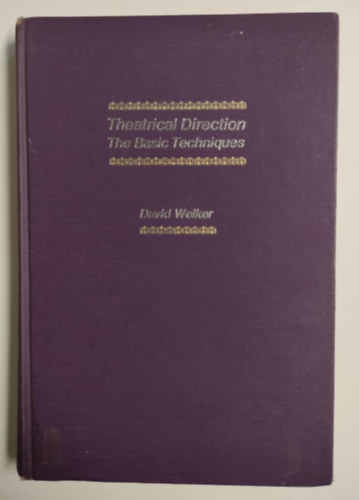 Theatrical Direction
The Basic Techniques
David Welker